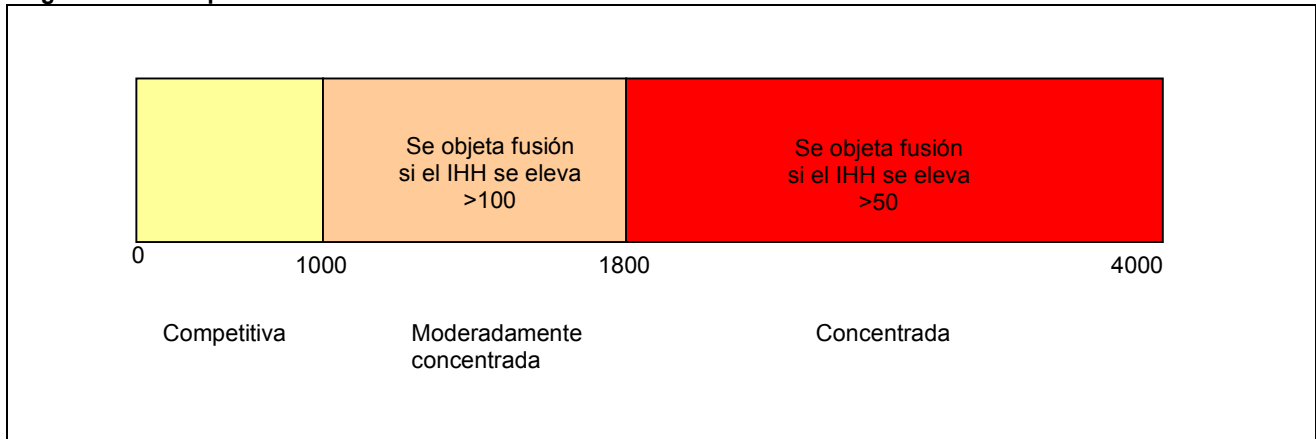 Se objeta fusión
si el IHH se eleva
>100
Se objeta fusión
si el IHH se eleva
>50
0
1000
1800
4000
Competitiva
Moderadamente
concentrada
Concentrada